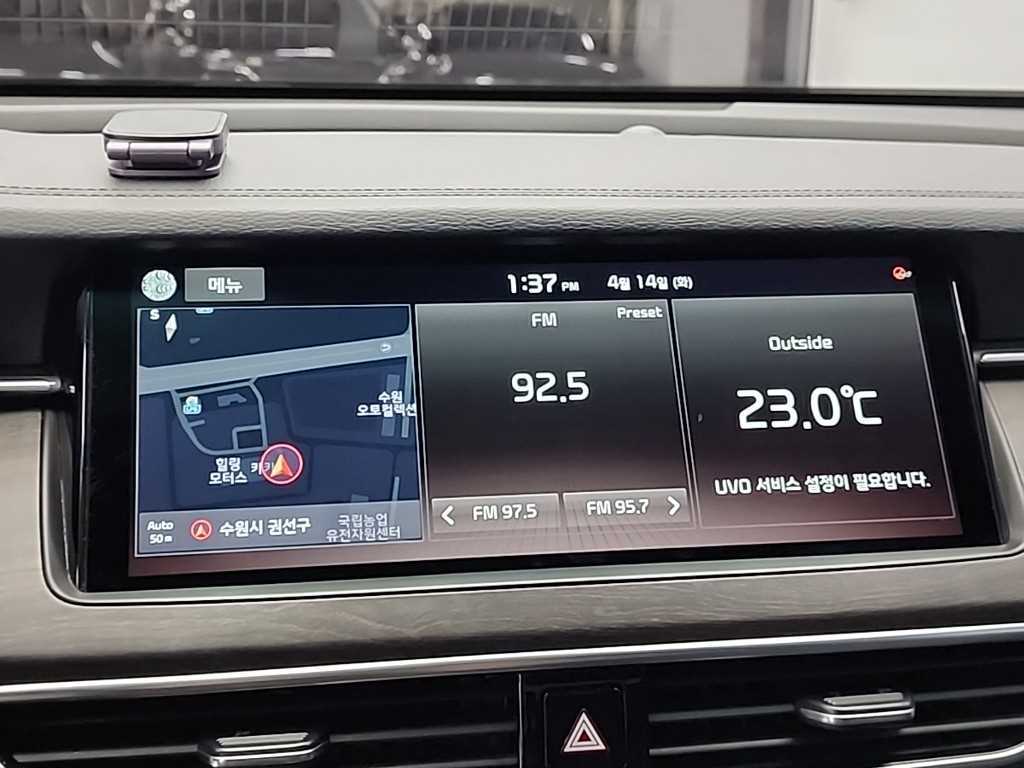 메뉴
1:37 PM 4월 14일 (화)
S
수원
오토컬렉션
힐링
모터스
Auto
50m
수원시 권선구
국립농업
유전자원센터
FM
Preset
92.5
FM 97.5
FM 95.7
Outside
23.0°C
UVO 서비스 설정이 필요합니다.